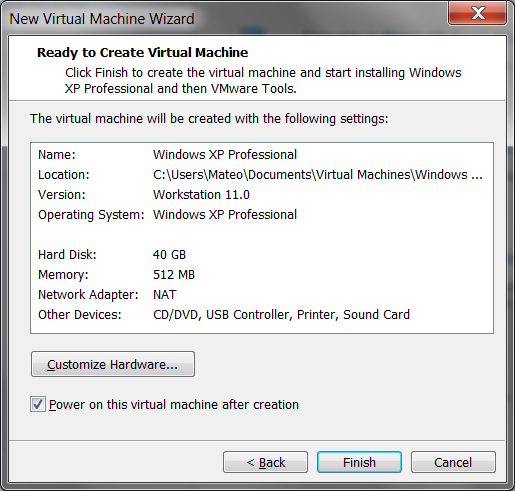 New Virtual Machine Wizard
Ready to Create Virtual Machine
Click Finish to create the virtual machine and start installing Windows
XP Professional and then VMware Tools.
The virtual machine will be created with the following settings:
Name: Windows XP Professional
Location: C:\Users\Mateo\Documents\Virtual Machines\Windows ...
Version: Workstation 11.0
Operating System: Windows XP Professional
Hard Disk: 40 GB
Memory: 512 MB
Network Adapter: NAT
Other Devices: CD/DVD, USB Controller, Printer, Sound Card
Customize Hardware...
Power on this virtual machine after creation
< Back Finish Cancel